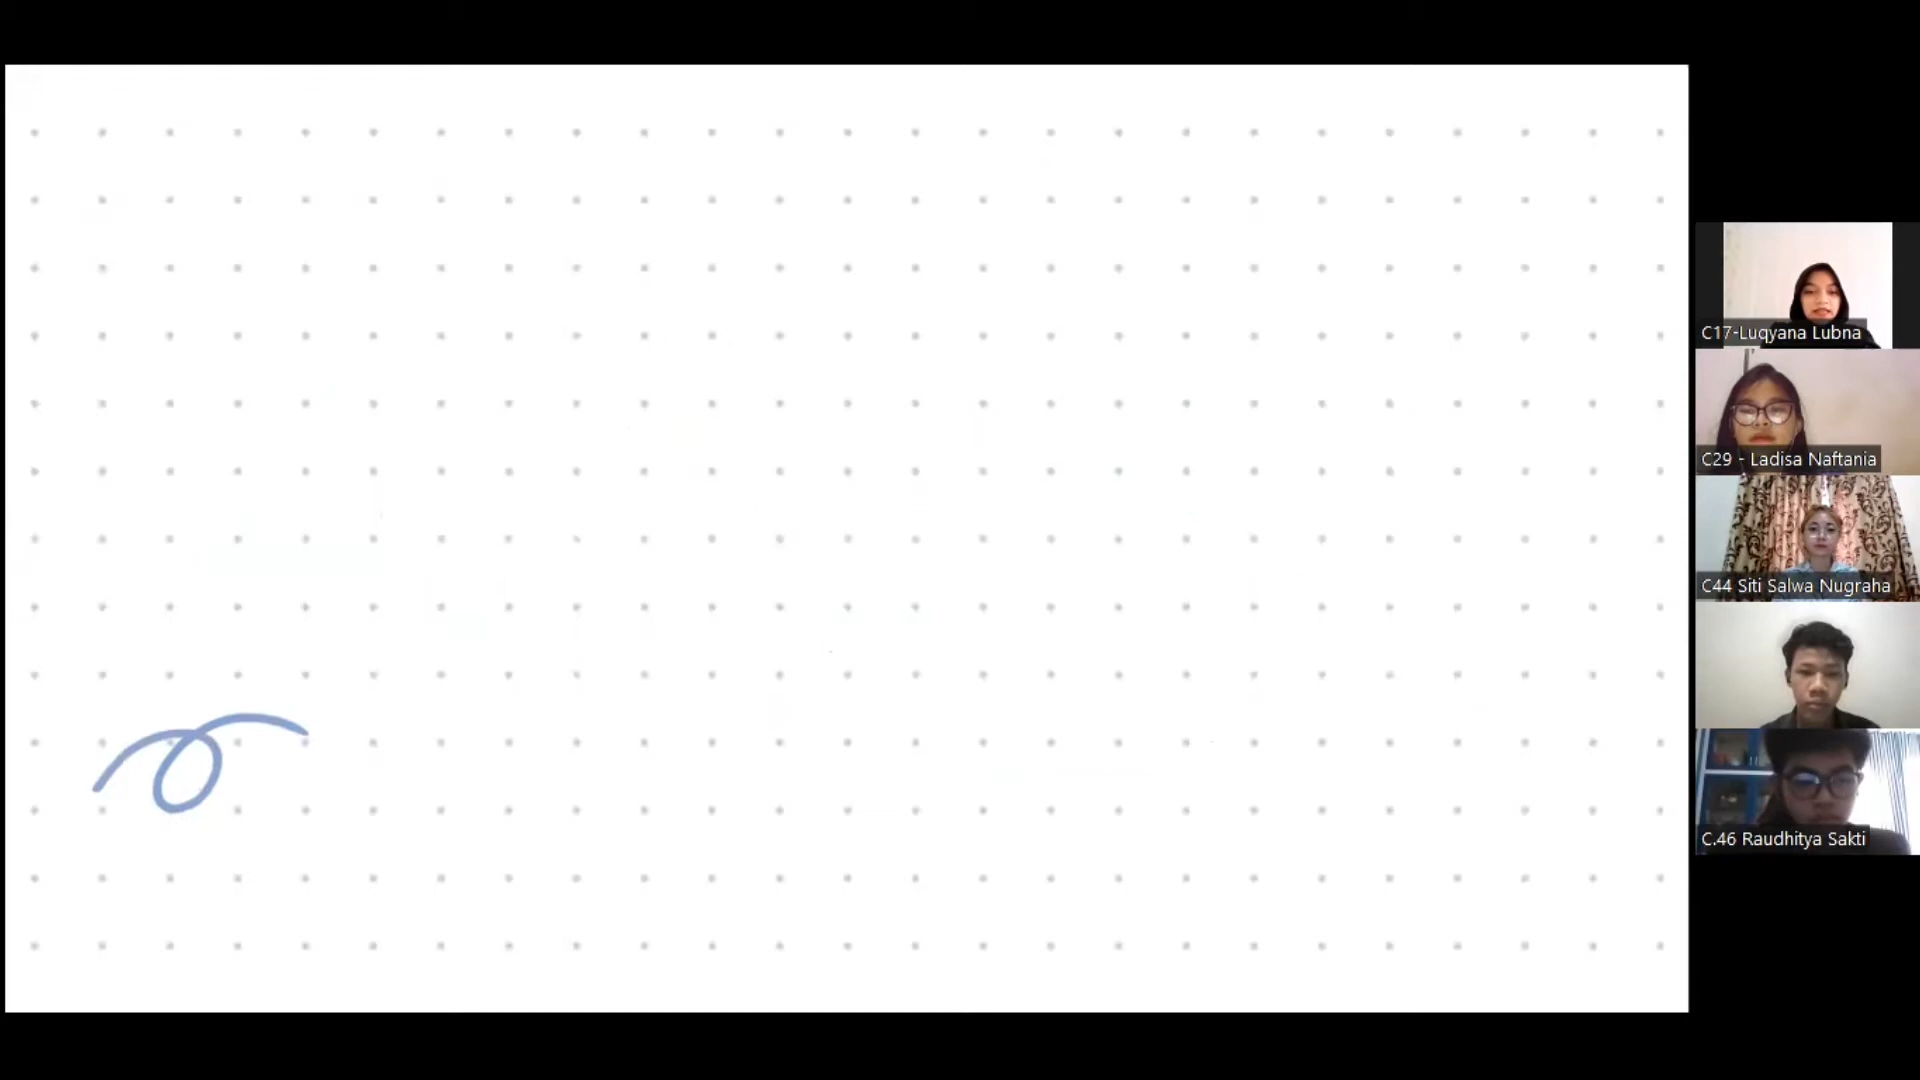 C17-Luqyana Lubna
C29 - Ladisa Naftania
C44 Siti Salwa Nugraha
C.46 Raudhitya Sakti